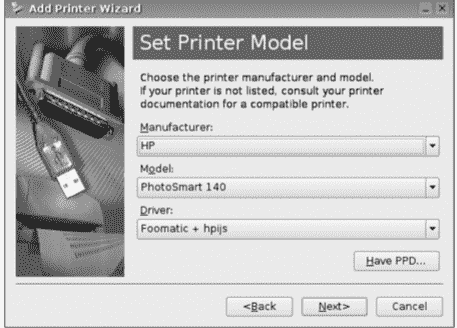 Add Printer Wizard
Set Printer Model
Choose the printer manufacturer and model.
If your printer is not listed, consult your printer
documentation for a compatible printer.
Manufacturer:
HP
Model:
PhotoSmart 140
Driver:
Foomatic + hpijs
Have PPD...
<Back Next> Cancel